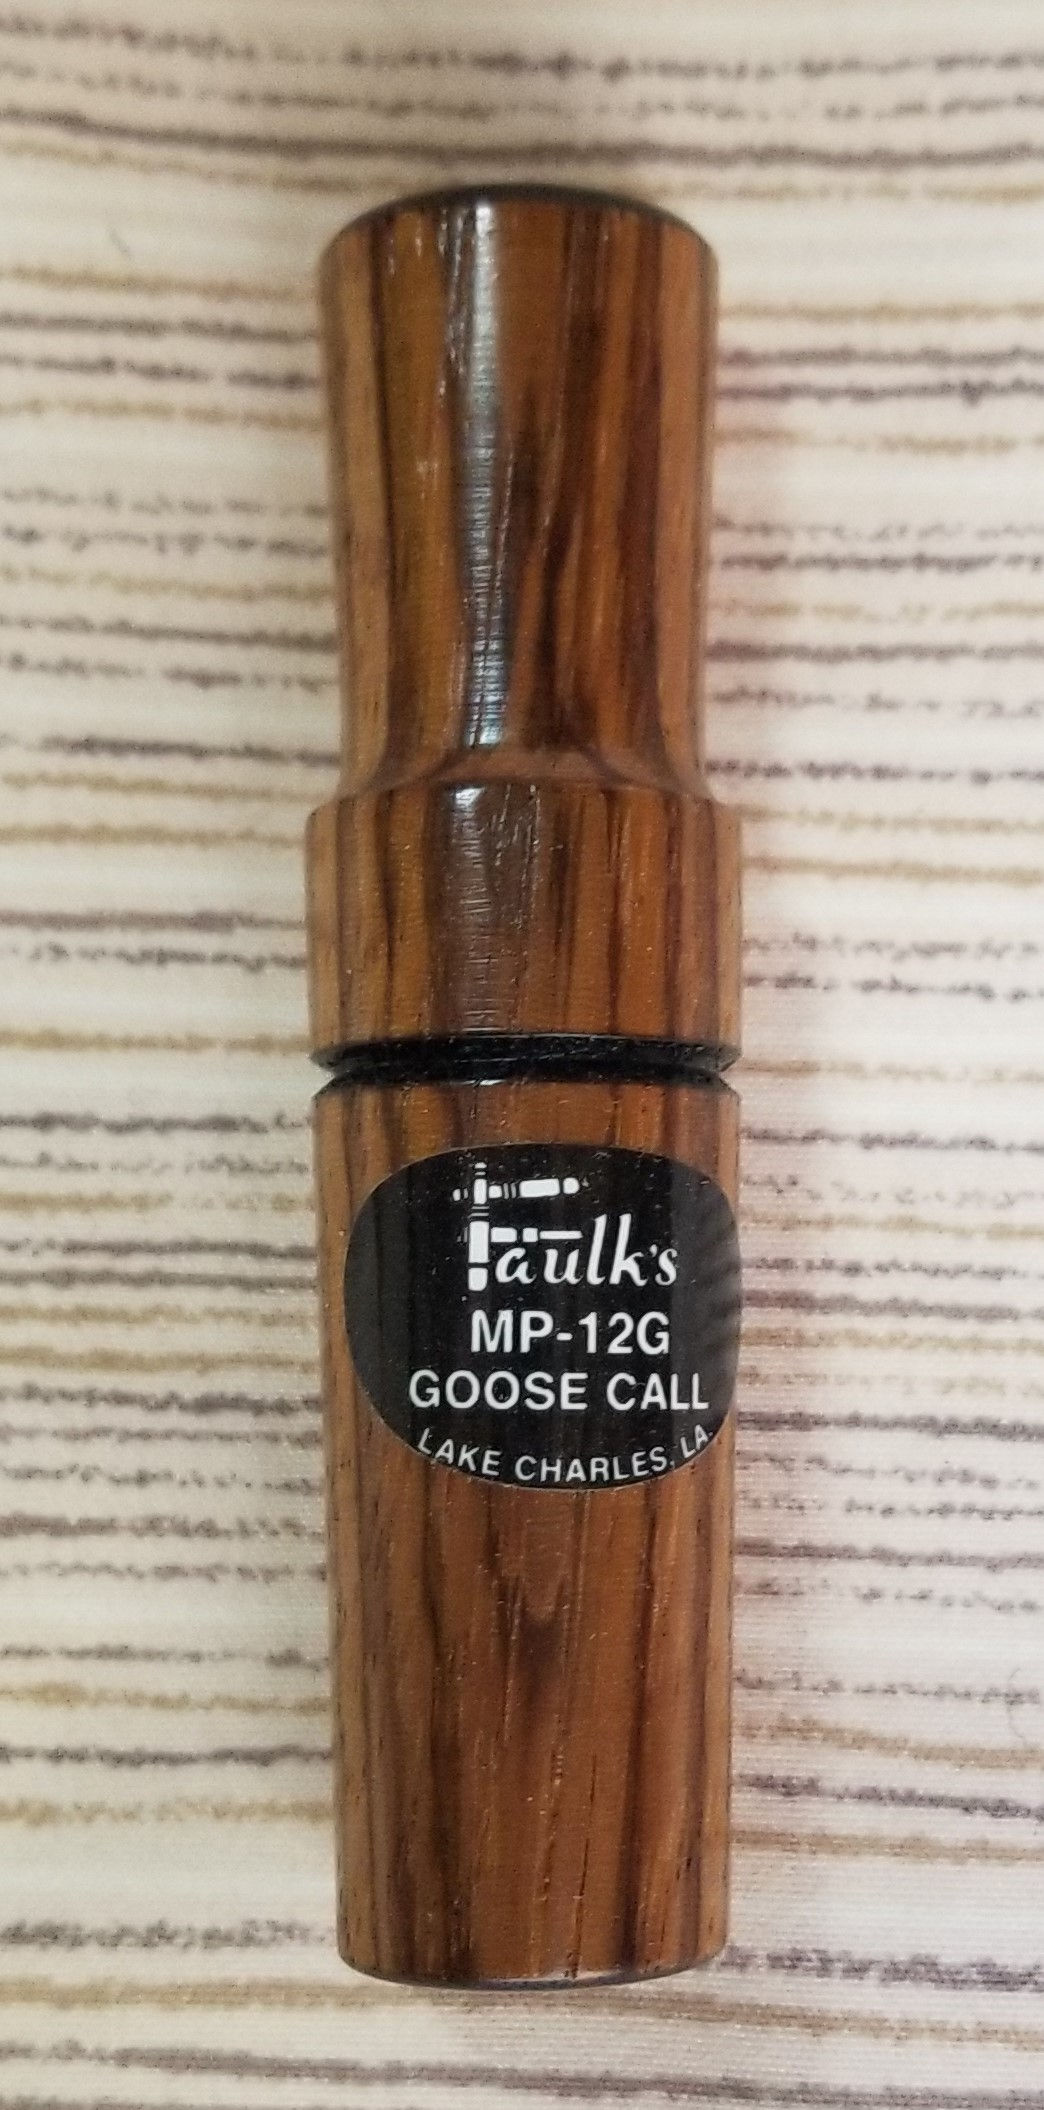 Faulk's
MP-12G
GOOSE CALL
LAKE CHARLES, LA.